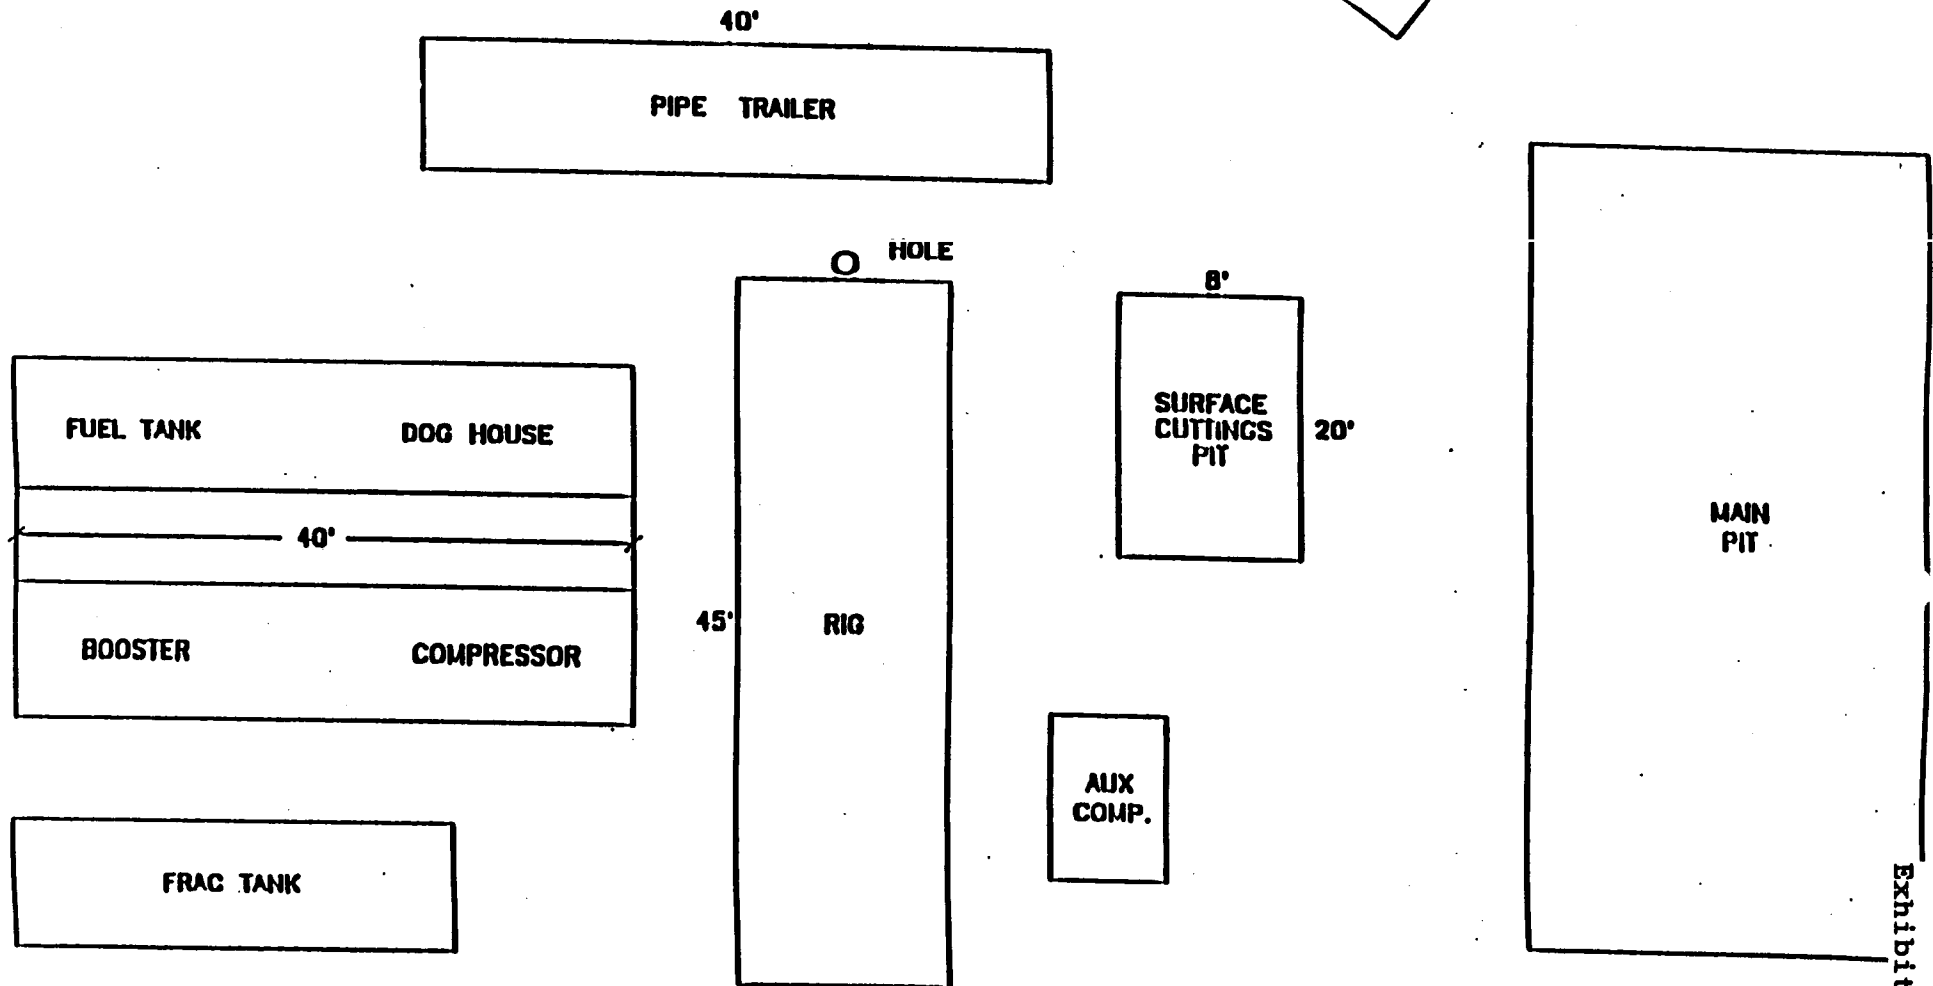 40'
PIPE TRAILER
HOLE
8'
SURFACE
CUTTINGS
PIT
20'
FUEL TANK
DOG HOUSE
40'
BOOSTER
COMPRESSOR
45'
RIG
MAIN
PIT
AUX
COMP.
FRAC TANK
Exhibit